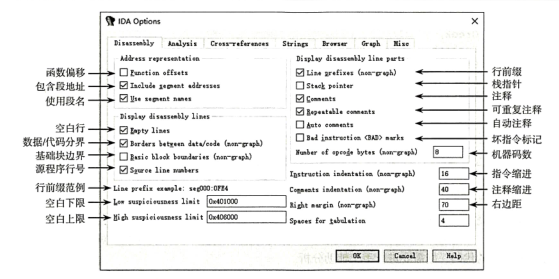 IDA Options
Disassembly Analysis Cross-references Strings Browser Graph Misc
Address representation
函数偏移 Function offsets
包含段地址 Include segment addresses
使用段名 Use segment names
Display disassembly lines
空白行 Empty lines
数据/代码分界 Borders between data/code (non-graph)
基础块边界 Basic block boundaries (non-graph)
源程序行号 Source line numbers
行前缀范例 Line prefix example: seg000:0FE4
空白下限 Low suspiciousness limit 0x401000
空白上限 High suspiciousness limit 0x406000
Display disassembly line parts
Line prefixes (non-graph) 行前缀
Stack pointer 栈指针
Comments 注释
Repeatable comments 可重复注释
Auto comments 自动注释
Bad instruction <BAD> marks 坏指令标记
Number of opcode bytes (non-graph) 8 机器码数
Instruction indentation (non-graph) 16 指令缩进
Comments indentation (non-graph) 40 注释缩进
Right margin (non-graph) 70 右边距
Spaces for tabulation 4
OK Cancel Help